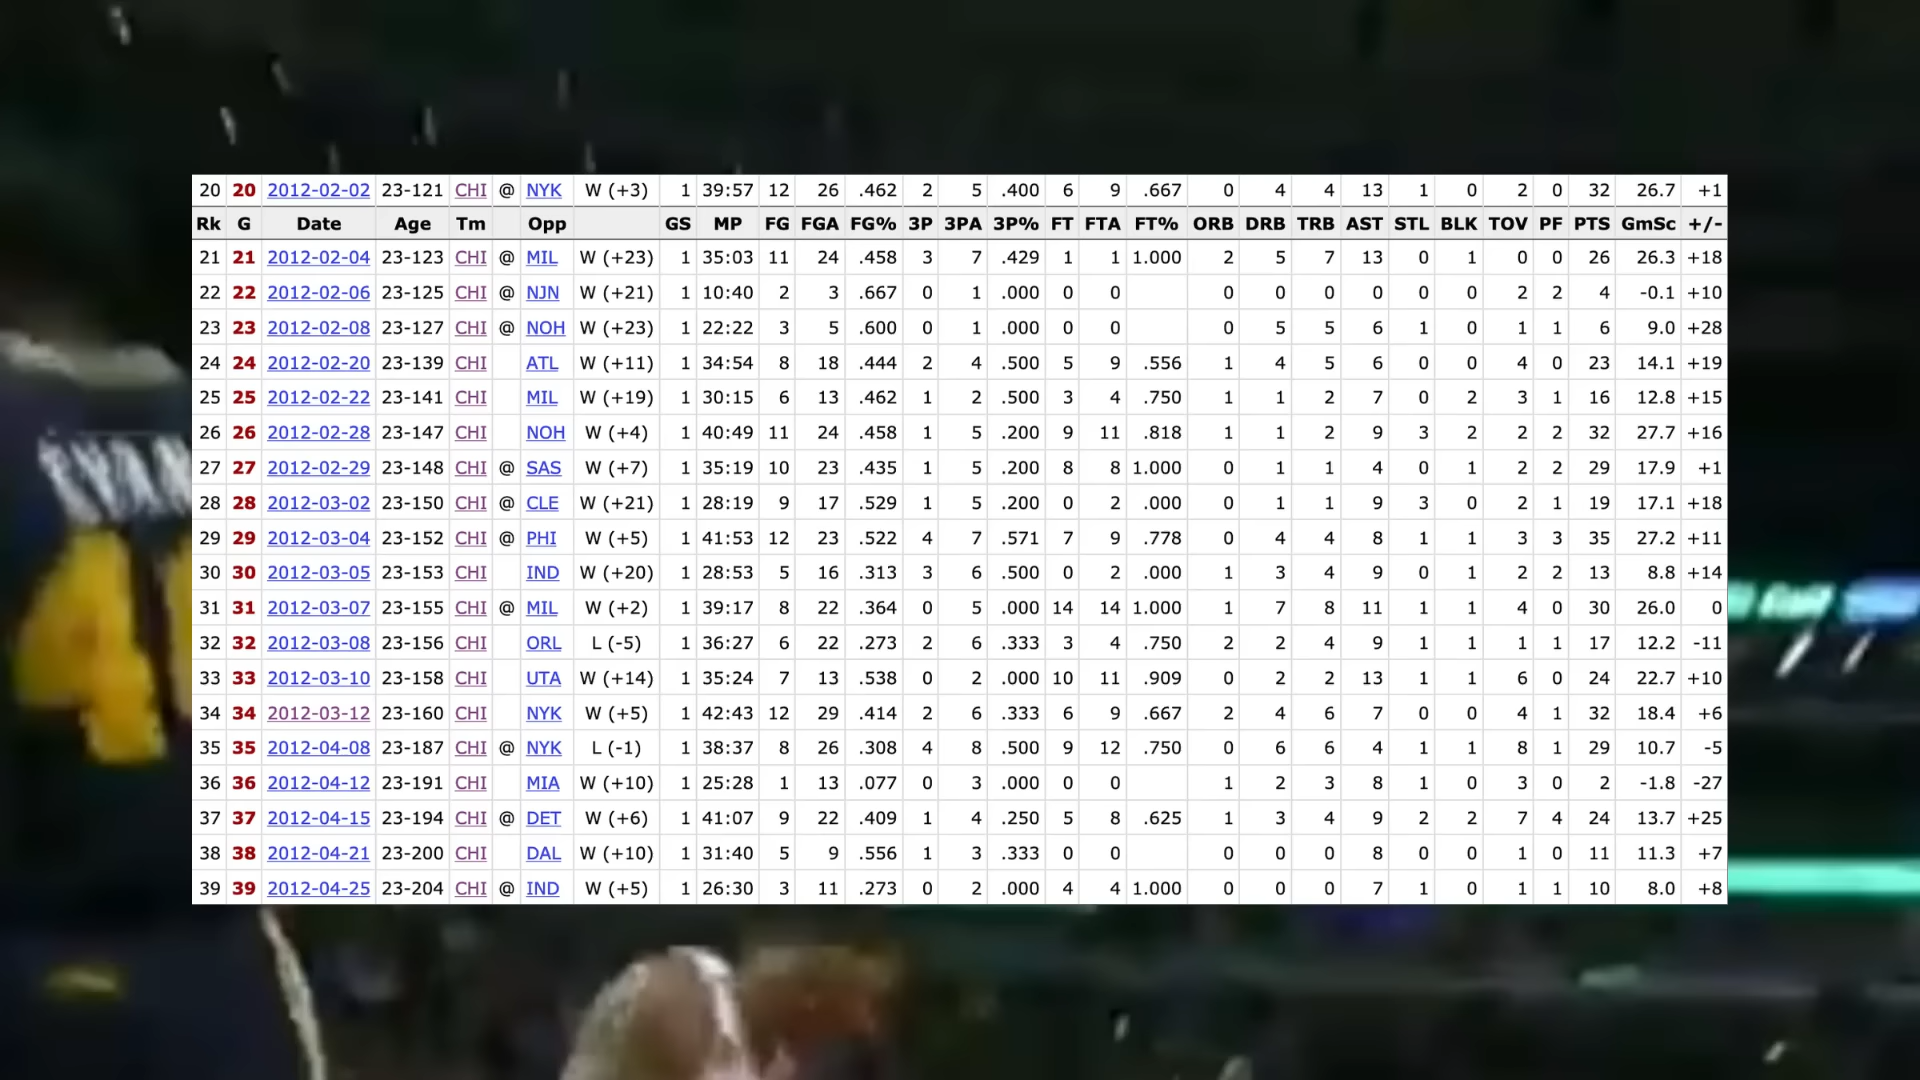 20 20 2012-02-02 23-121 CHI @ NYK W (+3) 1 39:57 12 26 .462 2 5 .400 6 9 .667 0 4 4 13 1 0 2 0 32 26.7 +1
Rk G Date Age Tm Opp GS MP FG FGA FG% 3P 3PA 3P% FT FTA FT% ORB DRB TRB AST STL BLK TOV PF PTS GmSc +/-
21 21 2012-02-04 23-123 CHI @ MIL W (+23) 1 35:03 11 24 .458 3 7 .429 1 1 1.000 2 5 7 13 0 1 0 0 26 26.3 +18
22 22 2012-02-06 23-125 CHI @ NJN W (+21) 1 10:40 2 3 .667 0 1 .000 0 0 0 0 0 0 0 0 2 2 4 -0.1 +10
23 23 2012-02-08 23-127 CHI @ NOH W (+23) 1 22:22 3 5 .600 0 1 .000 0 0 0 5 5 6 1 0 1 1 6 9.0 +28
24 24 2012-02-20 23-139 CHI ATL W (+11) 1 34:54 8 18 .444 2 4 .500 5 9 .556 1 4 5 6 0 0 4 0 23 14.1 +19
25 25 2012-02-22 23-141 CHI MIL W (+19) 1 30:15 6 13 .462 1 2 .500 3 4 .750 1 1 2 7 0 2 3 1 16 12.8 +15
26 26 2012-02-28 23-147 CHI NOH W (+4) 1 40:49 11 24 .458 1 5 .200 9 11 .818 1 1 2 9 3 2 2 2 32 27.7 +16
27 27 2012-02-29 23-148 CHI @ SAS W (+7) 1 35:19 10 23 .435 1 5 .200 8 8 1.000 0 1 1 4 0 1 2 2 29 17.9 +1
28 28 2012-03-02 23-150 CHI @ CLE W (+21) 1 28:19 9 17 .529 1 5 .200 0 2 .000 0 1 1 9 3 0 2 1 19 17.1 +18
29 29 2012-03-04 23-152 CHI @ PHI W (+5) 1 41:53 12 23 .522 4 7 .571 7 9 .778 0 4 4 8 1 1 3 3 35 27.2 +11
30 30 2012-03-05 23-153 CHI IND W (+20) 1 28:53 5 16 .313 3 6 .500 0 2 .000 1 3 4 9 0 1 2 2 13 8.8 +14
31 31 2012-03-07 23-155 CHI @ MIL W (+2) 1 39:17 8 22 .364 0 5 .000 14 14 1.000 1 7 8 11 1 1 4 0 30 26.0 0
32 32 2012-03-08 23-156 CHI ORL L (-5) 1 36:27 6 22 .273 2 6 .333 3 4 .750 2 2 4 9 1 1 1 1 17 12.2 -11
33 33 2012-03-10 23-158 CHI UTA W (+14) 1 35:24 7 13 .538 0 2 .000 10 11 .909 0 2 2 13 1 1 6 0 24 22.7 +10
34 34 2012-03-12 23-160 CHI NYK W (+5) 1 42:43 12 29 .414 2 6 .333 6 9 .667 2 4 6 7 0 0 4 1 32 18.4 +6
35 35 2012-04-08 23-187 CHI @ NYK L (-1) 1 38:37 8 26 .308 4 8 .500 9 12 .750 0 6 6 4 1 1 8 1 29 10.7 -5
36 36 2012-04-12 23-191 CHI MIA W (+10) 1 25:28 1 13 .077 0 3 .000 0 0 1 2 3 8 1 0 3 0 2 -1.8 -27
37 37 2012-04-15 23-194 CHI @ DET W (+6) 1 41:07 9 22 .409 1 4 .250 5 8 .625 1 3 4 9 2 2 7 4 24 13.7 +25
38 38 2012-04-21 23-200 CHI DAL W (+10) 1 31:40 5 9 .556 1 3 .333 0 0 0 0 0 8 0 0 1 0 11 11.3 +7
39 39 2012-04-25 23-204 CHI @ IND W (+5) 1 26:30 3 11 .273 0 2 .000 4 4 1.000 0 0 0 7 1 0 1 1 10 8.0 +8